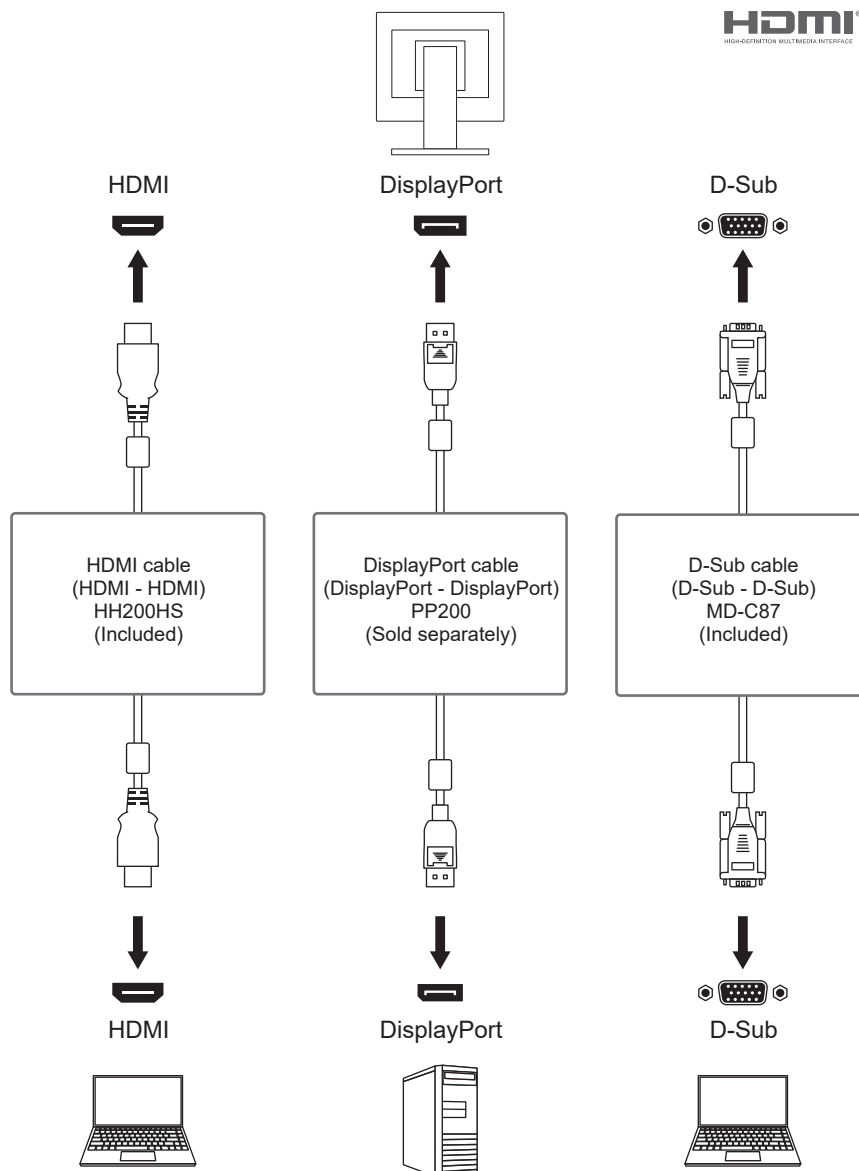 HDMI®
HIGH-DEFINITION MULTIMEDIA INTERFACE
HDMI
DisplayPort
D-Sub
HDMI cable
(HDMI - HDMI)
HH200HS
(Included)
DisplayPort cable
(DisplayPort - DisplayPort)
PP200
(Sold separately)
D-Sub cable
(D-Sub - D-Sub)
MD-C87
(Included)
HDMI
DisplayPort
D-Sub